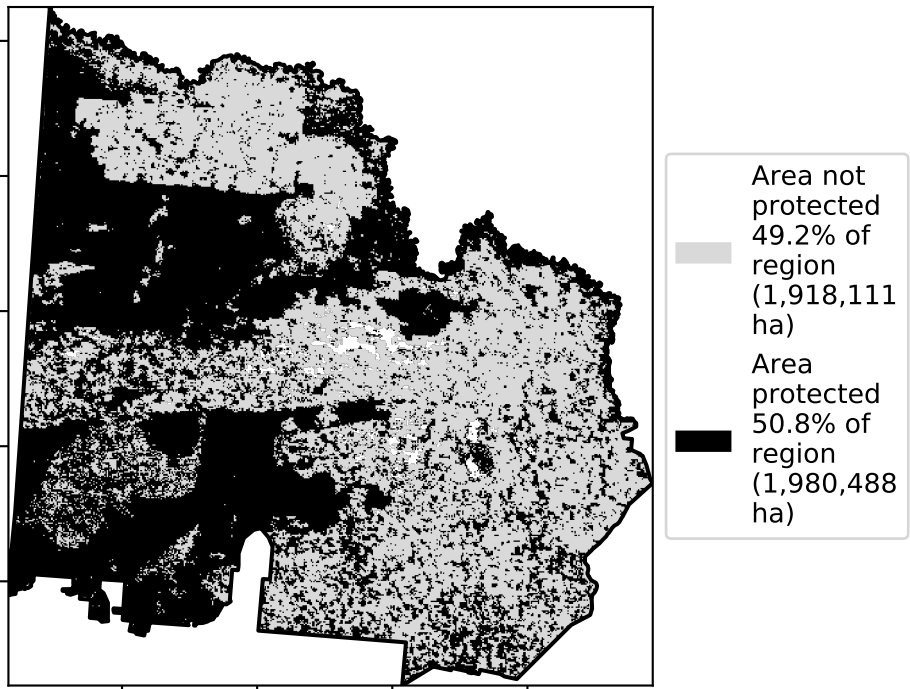 Area not
protected
49.2% of
region
(1,918,111
ha)
Area
protected
50.8% of
region
(1,980,488
ha)